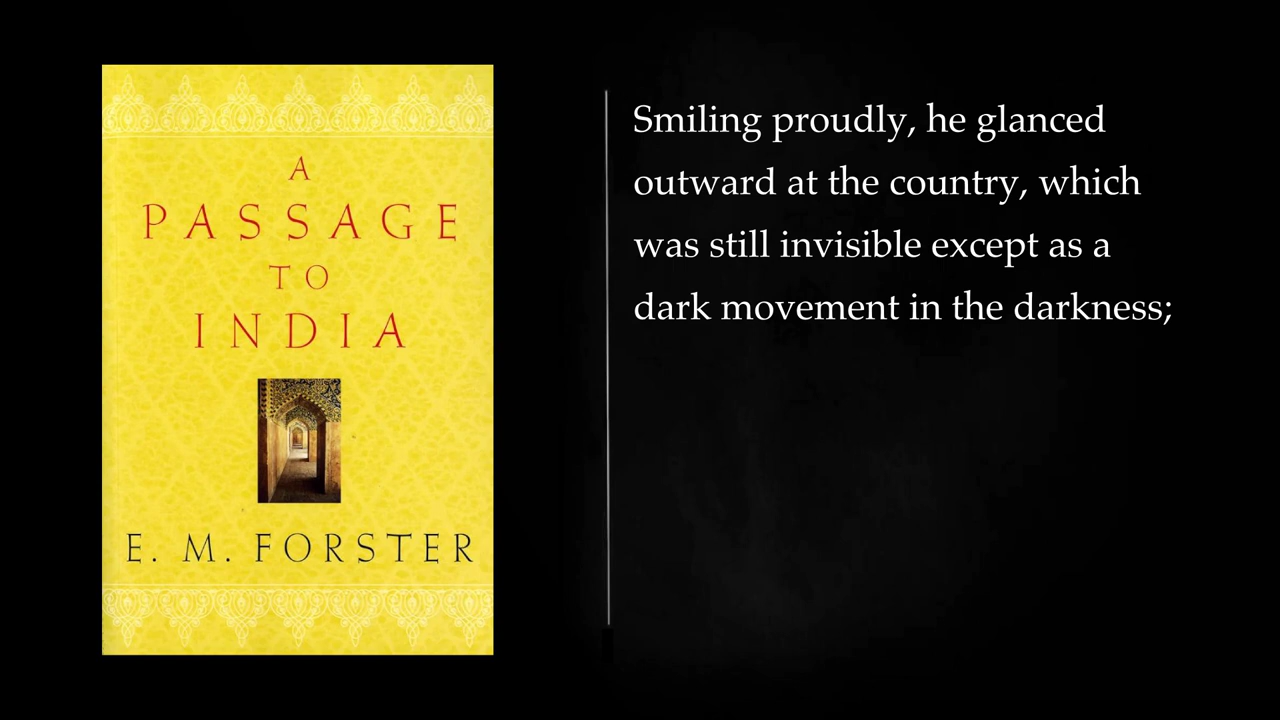 A
PASSAGE
TO
INDIA
E. M. FORSTER
Smiling proudly, he glanced
outward at the country, which
was still invisible except as a
dark movement in the darkness;